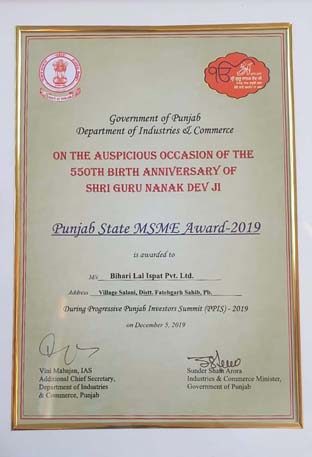 Government of Punjab
Department of Industries & Commerce
ON THE AUSPICIOUS OCCASION OF THE
550TH BIRTH ANNIVERSARY OF
SHRI GURU NANAK DEV JI
Punjab State MSME Award-2019
is awarded to
M/s Bihari Lal Ispat Pvt. Ltd.
Address Village Salani, Distt. Fatehgarh Sahib, Pb.
During Progressive Punjab Investors Summit (PPIS) - 2019
on December 5, 2019
Vini Mahajan, IAS
Additional Chief Secretary,
Department of Industries
& Commerce, Punjab
Sunder Sham Arora
Industries & Commerce Minister,
Government of Punjab